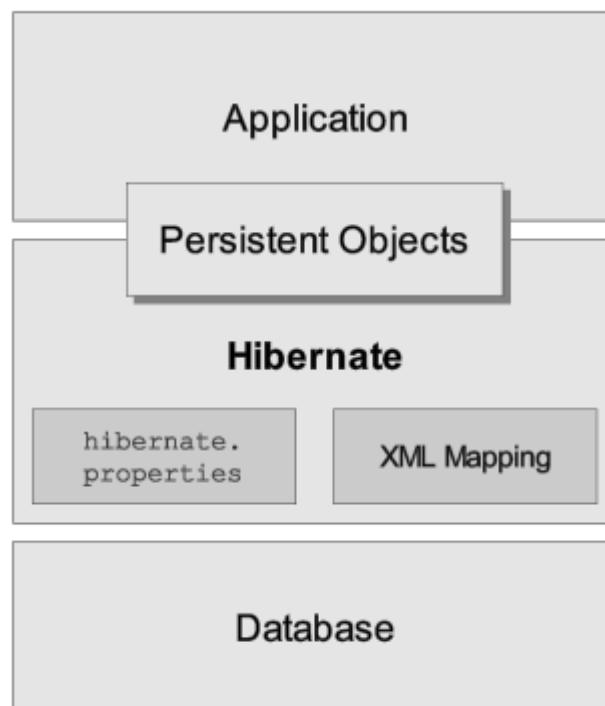 Application
Persistent Objects
Hibernate
hibernate.
properties
XML Mapping
Database